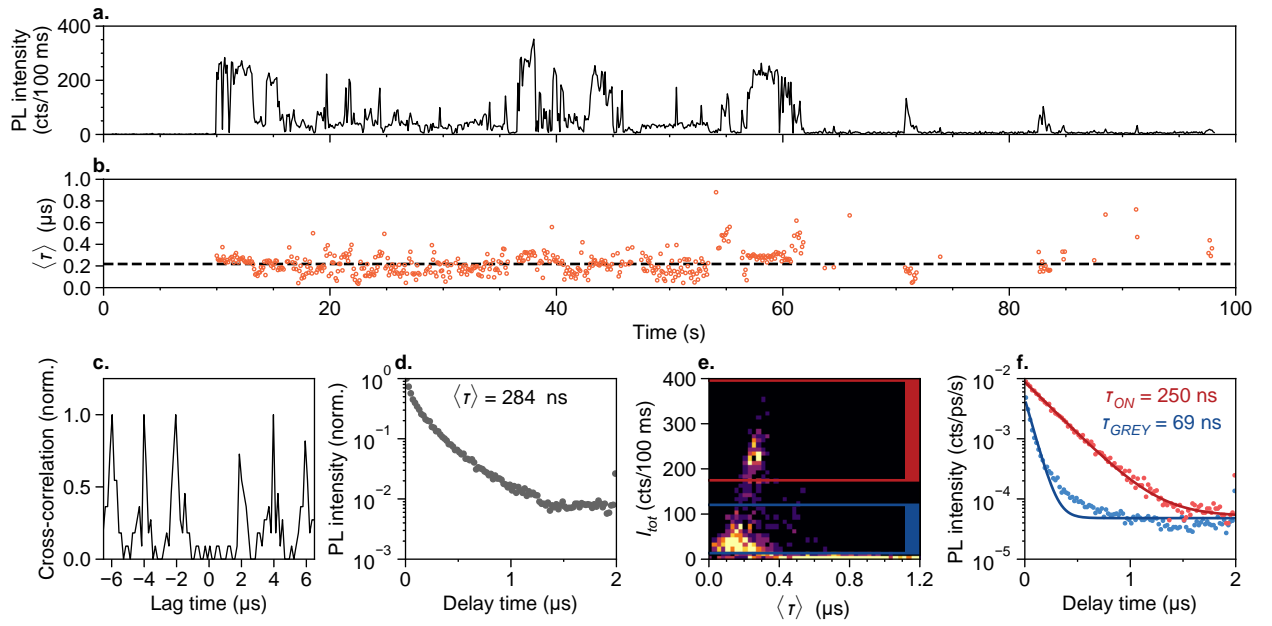 a.
PL intensity
(cts/100 ms)
400
200
0
b.
⟨τ⟩ (μs)
1.0
0.8
0.6
0.4
0.2
0.0
0 20 40 60 80 100
Time (s)
c.
Cross-correlation (norm.)
1.0
0.5
0.0
−6 −4 −2 0 2 4 6
Lag time (μs)
d.
PL intensity (norm.)
10⁰
10⁻¹
10⁻²
10⁻³
⟨τ⟩ = 284 ns
0 1 2
Delay time (μs)
e.
I_tot (cts/100 ms)
400
300
200
100
0
0.0 0.4 0.8 1.2
⟨τ⟩ (μs)
f.
PL intensity (cts/ps/s)
10⁻²
10⁻³
10⁻⁴
10⁻⁵
τ_ON = 250 ns
τ_GREY = 69 ns
0 1 2
Delay time (μs)